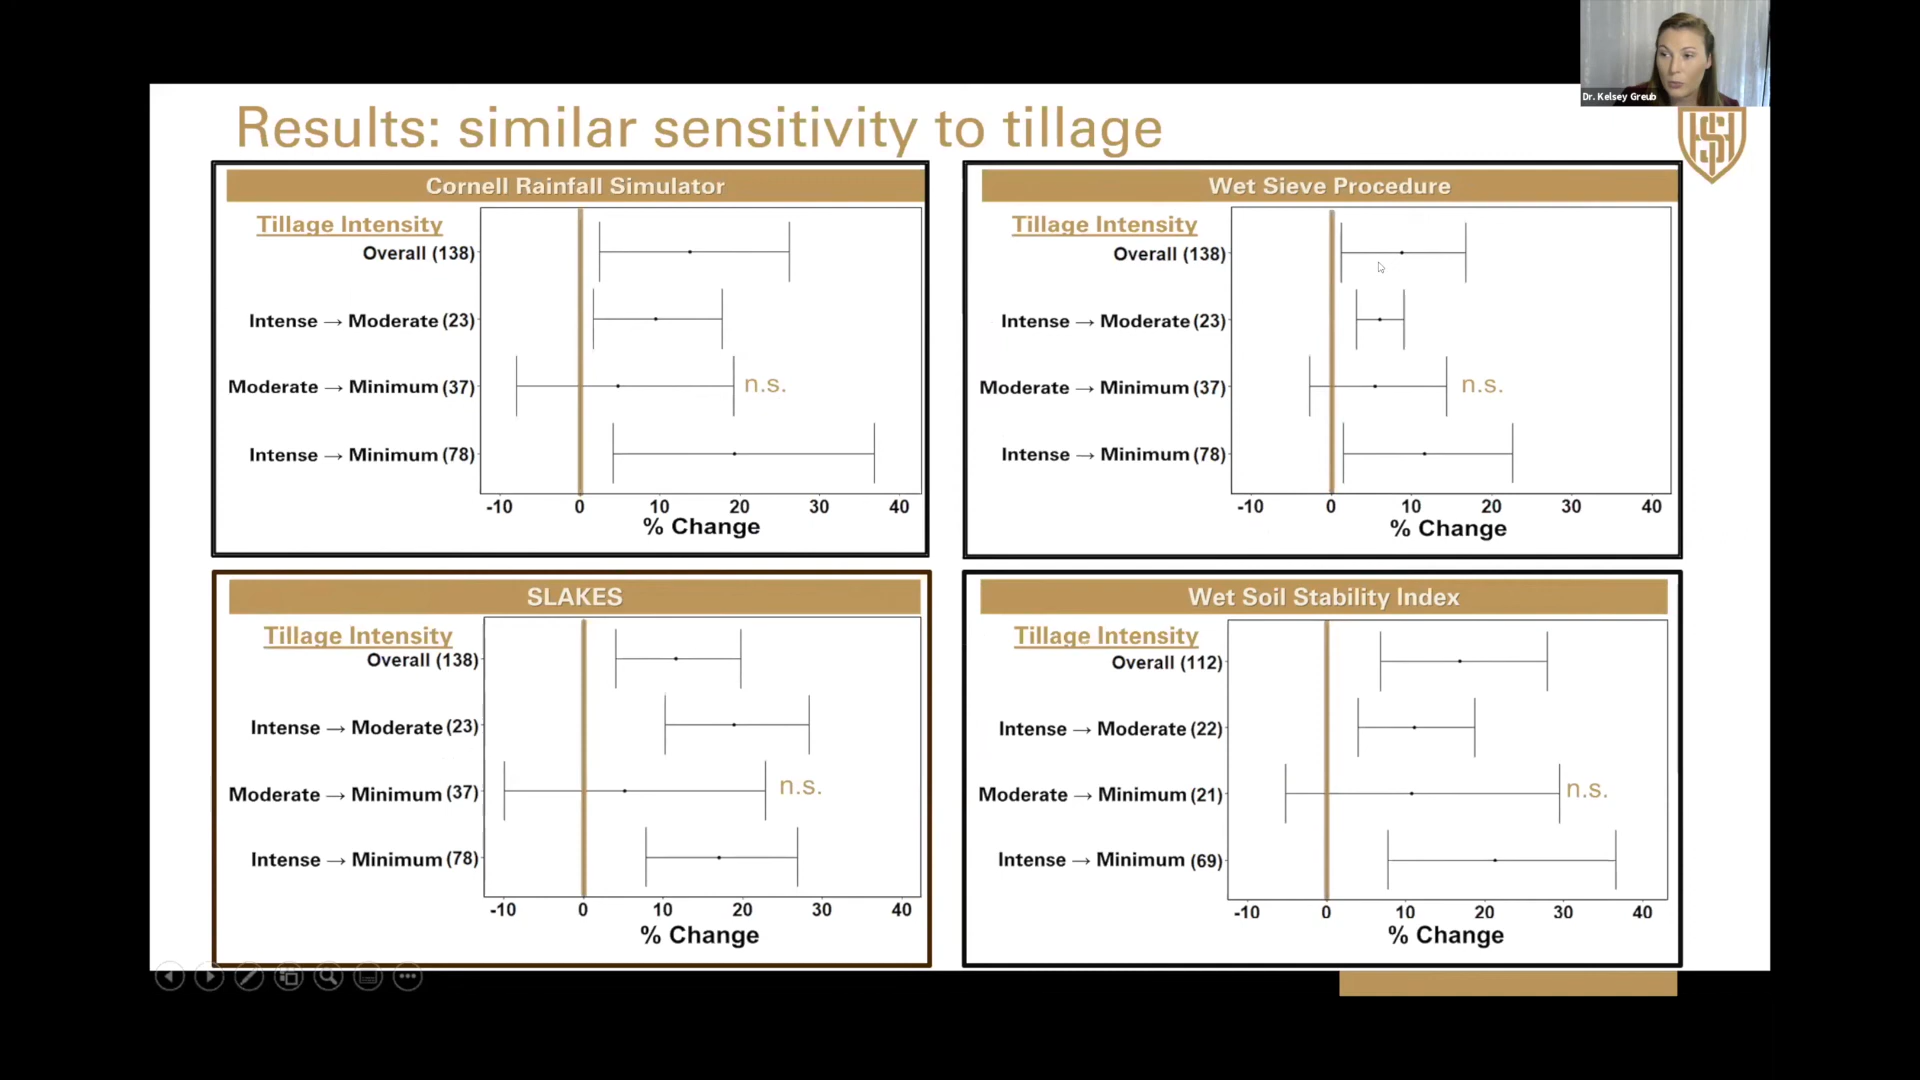 Dr. Kelsey Greub
Results: similar sensitivity to tillage
Cornell Rainfall Simulator
Tillage Intensity
Overall (138)
Intense → Moderate (23)
Moderate → Minimum (37)
n.s.
Intense → Minimum (78)
-10 0 10 20 30 40
% Change
Wet Sieve Procedure
Tillage Intensity
Overall (138)
Intense → Moderate (23)
Moderate → Minimum (37)
n.s.
Intense → Minimum (78)
-10 0 10 20 30 40
% Change
SLAKES
Tillage Intensity
Overall (138)
Intense → Moderate (23)
Moderate → Minimum (37)
n.s.
Intense → Minimum (78)
-10 0 10 20 30 40
% Change
Wet Soil Stability Index
Tillage Intensity
Overall (112)
Intense → Moderate (22)
Moderate → Minimum (21)
n.s.
Intense → Minimum (69)
-10 0 10 20 30 40
% Change